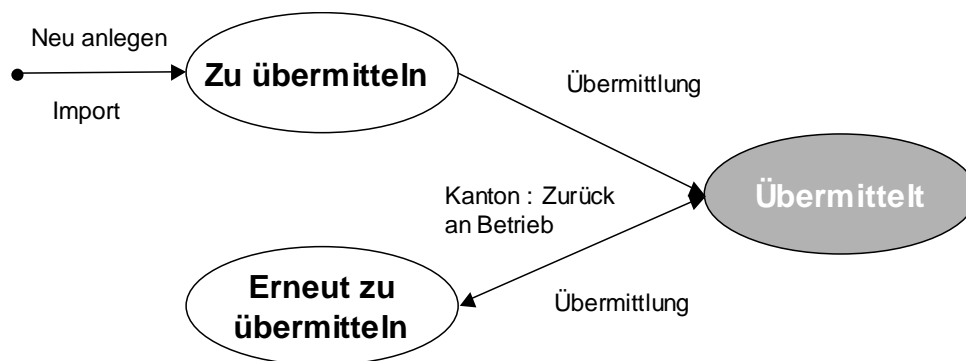 Neu anlegen
Zu übermitteln
Import
Übermittlung
Übermittelt
Kanton : Zurück
an Betrieb
Erneut zu
übermitteln
Übermittlung